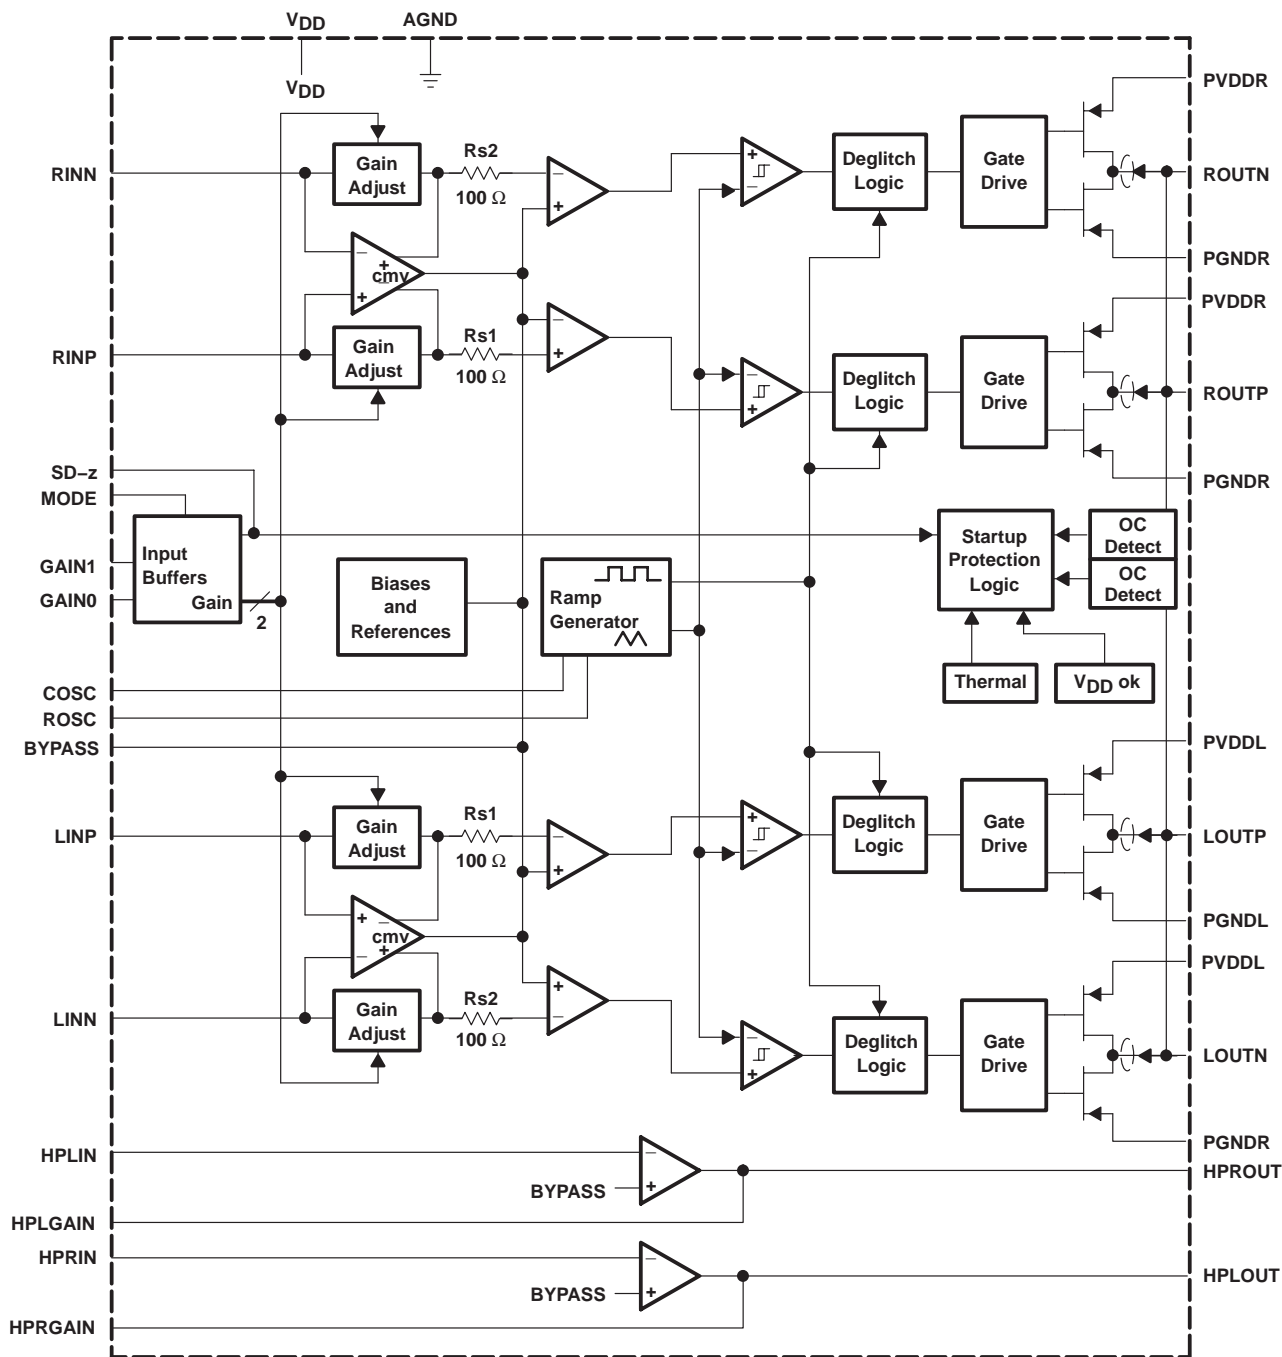 VDD
AGND
VDD
PVDDR
RINN
Gain
Adjust
Rs2
100 Ω
−
+
+
−
Deglitch
Logic
Gate
Drive
ROUTN
−
+
cmv
−
+
PGNDR
PVDDR
RINP
Gain
Adjust
Rs1
100 Ω
−
+
−
+
Deglitch
Logic
Gate
Drive
ROUTP
PGNDR
SD−z
MODE
GAIN1
GAIN0
Input
Buffers
Gain
2
Biases
and
References
Ramp
Generator
Startup
Protection
Logic
OC
Detect
OC
Detect
Thermal
VDD ok
COSC
ROSC
BYPASS
PVDDL
LINP
Gain
Adjust
Rs1
100 Ω
−
+
+
−
Deglitch
Logic
Gate
Drive
LOUTP
+
−
cmv
+
−
PGNDL
PVDDL
LINN
Gain
Adjust
Rs2
100 Ω
+
−
−
+
Deglitch
Logic
Gate
Drive
LOUTN
PGNDR
HPLIN
−
+
BYPASS
HPROUT
HPLGAIN
HPRIN
−
+
BYPASS
HPLOUT
HPRGAIN